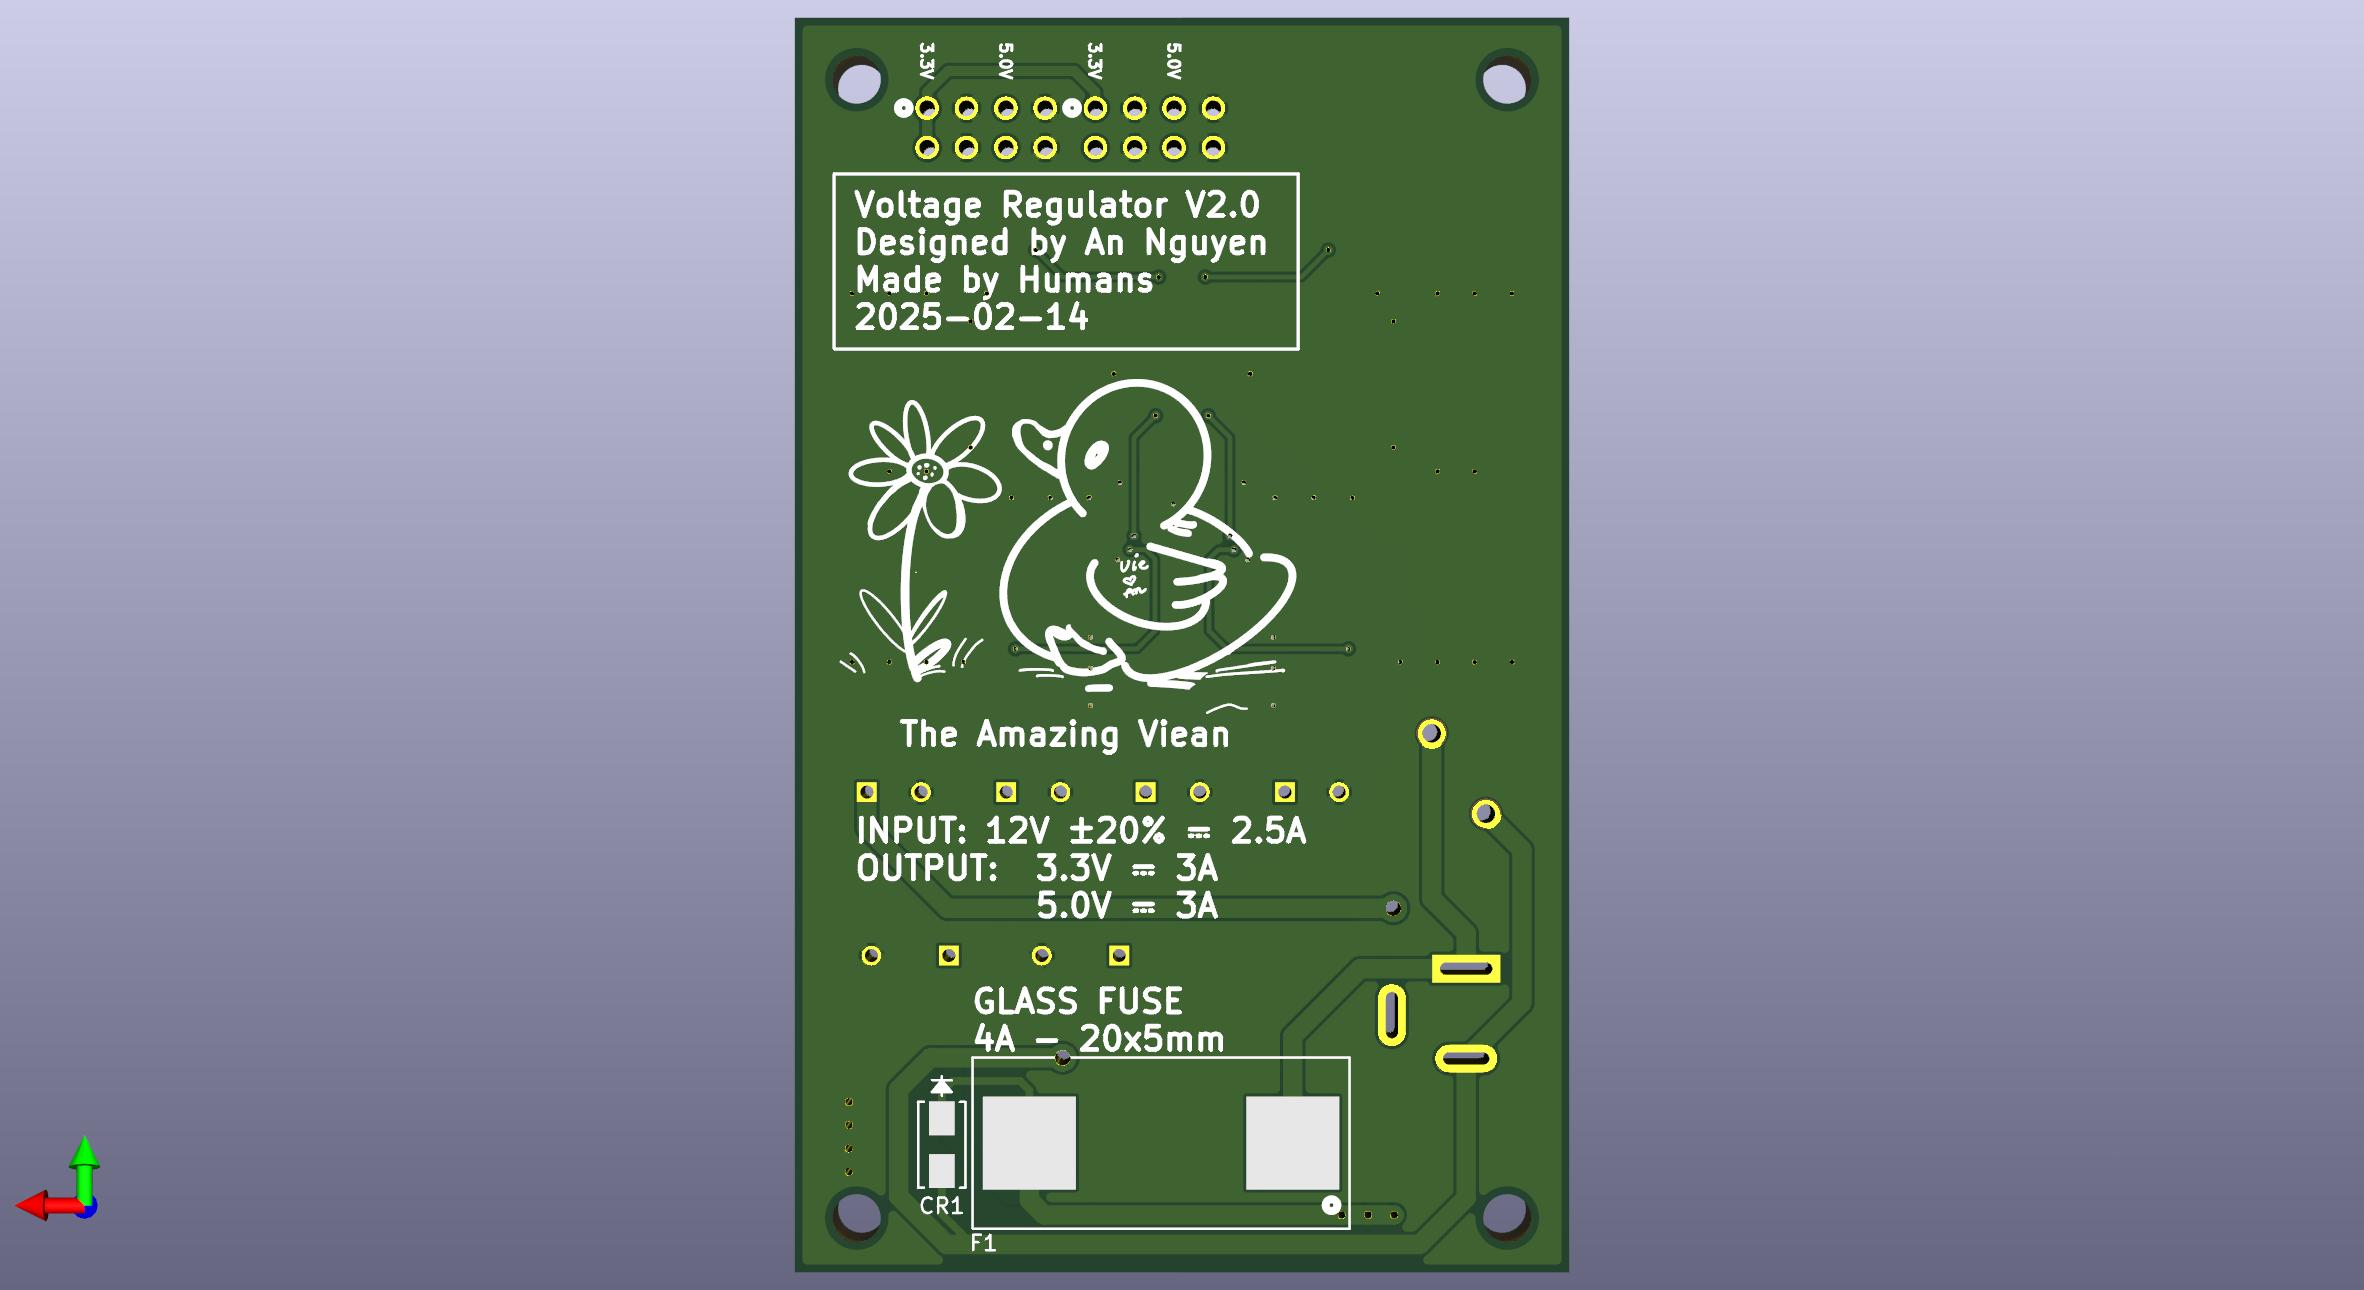 3.3V 5.0V 3.3V 5.0V
Voltage Regulator V2.0
Designed by An Nguyen
Made by Humans
2025-02-14
Vie
♡
An
The Amazing Viean
INPUT: 12V ±20% ⎓ 2.5A
OUTPUT: 3.3V ⎓ 3A
5.0V ⎓ 3A
GLASS FUSE
4A - 20x5mm
CR1
F1